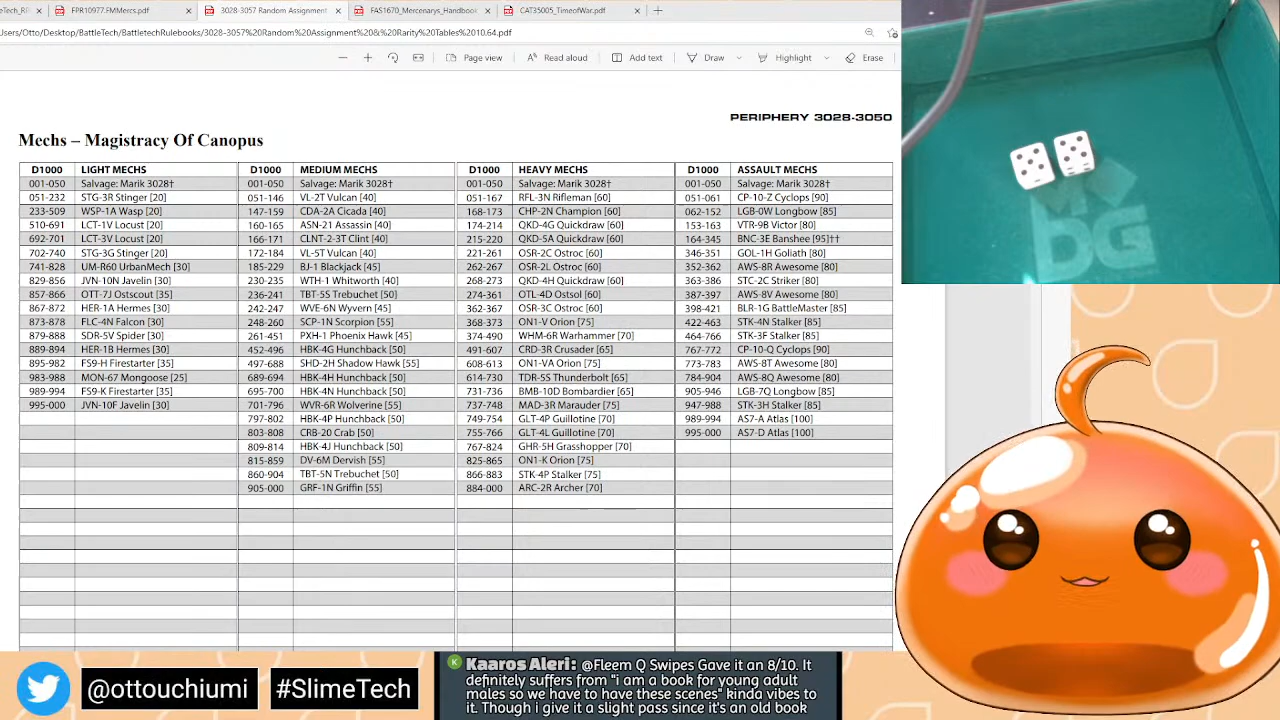 eTech_RP
FPR10977.FMMercs.pdf
3028-3057 Random Assignment
FAS1670_Mercenarys_Handbook
CAT35005_TimeofWar.pdf
Users/Otto/Desktop/BattleTech/BattletechRulebooks/3028-3057%20Random%20Assignment%20&%20Rarity%20Tables%2010.64.pdf
Page view
Read aloud
Add text
Draw
Highlight
Erase
PERIPHERY 3028-3050
Mechs – Magistracy Of Canopus
D1000 LIGHT MECHS D1000 MEDIUM MECHS D1000 HEAVY MECHS D1000 ASSAULT MECHS
001-050 Salvage: Marik 3028† 001-050 Salvage: Marik 3028† 001-050 Salvage: Marik 3028† 001-050 Salvage: Marik 3028†
051-232 STG-3R Stinger [20] 051-146 VL-2T Vulcan [40] 051-167 RFL-3N Rifleman [60] 051-061 CP-10-Z Cyclops [90]
233-509 WSP-1A Wasp [20] 147-159 CDA-2A Cicada [40] 168-173 CHP-2N Champion [60] 062-152 LGB-0W Longbow [85]
510-691 LCT-1V Locust [20] 160-165 ASN-21 Assassin [40] 174-214 QKD-4G Quickdraw [60] 153-163 VTR-9B Victor [80]
692-701 LCT-3V Locust [20] 166-171 CLNT-2-3T Clint [40] 215-220 QKD-5A Quickdraw [60] 164-345 BNC-3E Banshee [95]††
702-740 STG-3G Stinger [20] 172-184 VL-5T Vulcan [40] 221-261 OSR-2C Ostroc [60] 346-351 GOL-1H Goliath [80]
741-828 UM-R60 UrbanMech [30] 185-229 BJ-1 Blackjack [45] 262-267 OSR-2L Ostroc [60] 352-362 AWS-8R Awesome [80]
829-856 JVN-10N Javelin [30] 230-235 WTH-1 Whitworth [40] 268-273 QKD-4H Quickdraw [60] 363-386 STC-2C Striker [80]
857-866 OTT-7J Ostscout [35] 236-241 TBT-5S Trebuchet [50] 274-361 OTL-4D Ostsol [60] 387-397 AWS-8V Awesome [80]
867-872 HER-1A Hermes [30] 242-247 WVE-6N Wyvern [45] 362-367 OSR-3C Ostroc [60] 398-421 BLR-1G BattleMaster [85]
873-878 FLC-4N Falcon [30] 248-260 SCP-1N Scorpion [55] 368-373 ON1-V Orion [75] 422-463 STK-4N Stalker [85]
879-888 SDR-5V Spider [30] 261-451 PXH-1 Phoenix Hawk [45] 374-490 WHM-6R Warhammer [70] 464-766 STK-3F Stalker [85]
889-894 HER-1B Hermes [30] 452-496 HBK-4G Hunchback [50] 491-607 CRD-3R Crusader [65] 767-772 CP-10-Q Cyclops [90]
895-982 FS9-H Firestarter [35] 497-688 SHD-2H Shadow Hawk [55] 608-613 ON1-VA Orion [75] 773-783 AWS-8T Awesome [80]
983-988 MON-67 Mongoose [25] 689-694 HBK-4H Hunchback [50] 614-730 TDR-5S Thunderbolt [65] 784-904 AWS-8Q Awesome [80]
989-994 FS9-K Firestarter [35] 695-700 HBK-4N Hunchback [50] 731-736 BMB-10D Bombardier [65] 905-946 LGB-7Q Longbow [85]
995-000 JVN-10F Javelin [30] 701-796 WVR-6R Wolverine [55] 737-748 MAD-3R Marauder [75] 947-988 STK-3H Stalker [85]
797-802 HBK-4P Hunchback [50] 749-754 GLT-4P Guillotine [70] 989-994 AS7-A Atlas [100]
803-808 CRB-20 Crab [50] 755-766 GLT-4L Guillotine [70] 995-000 AS7-D Atlas [100]
809-814 HBK-4J Hunchback [50] 767-824 GHR-5H Grasshopper [70]
815-859 DV-6M Dervish [55] 825-865 ON1-K Orion [75]
860-904 TBT-5N Trebuchet [50] 866-883 STK-4P Stalker [75]
905-000 GRF-1N Griffin [55] 884-000 ARC-2R Archer [70]
bG
@ottouchiumi
#SlimeTech
K Kaaros Aleri: @Fleem Q Swipes Gave it an 8/10. It
definitely suffers from "i am a book for young adult
males so we have to have these scenes" kinda vibes to
it. Though i give it a slight pass since it's an old book